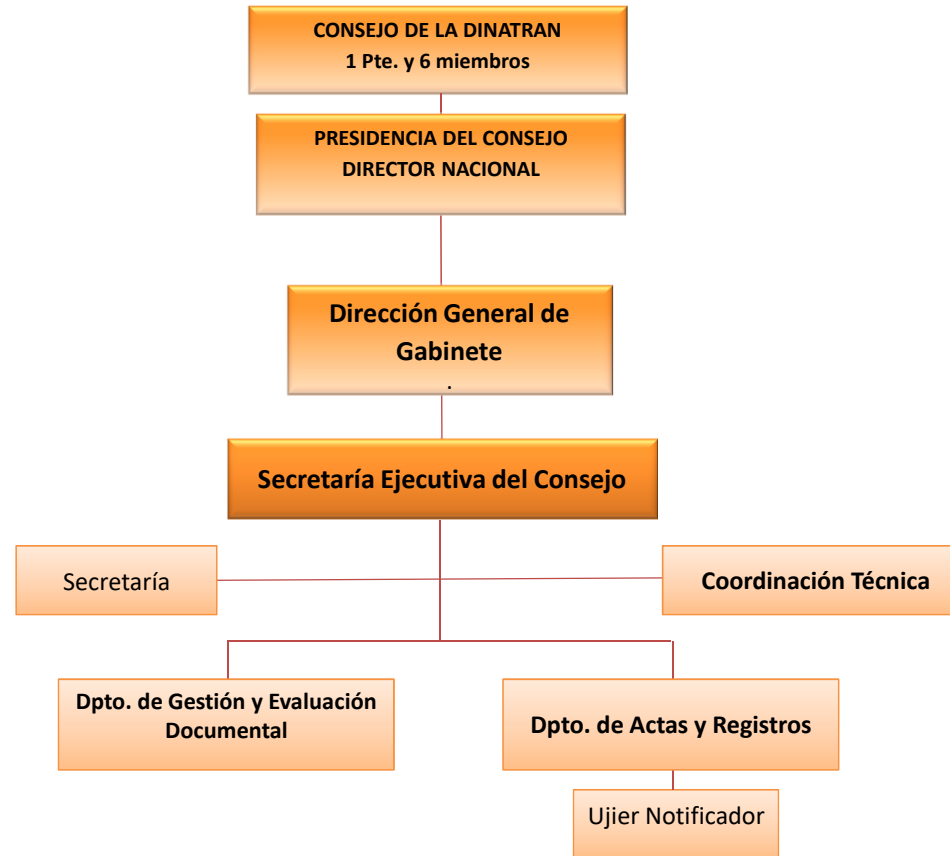 CONSEJO DE LA DINATRAN
1 Pte. y 6 miembros
PRESIDENCIA DEL CONSEJO
DIRECTOR NACIONAL
Dirección General de
Gabinete
.
Secretaría Ejecutiva del Consejo
Secretaría
Coordinación Técnica
Dpto. de Gestión y Evaluación
Documental
Dpto. de Actas y Registros
Ujier Notificador